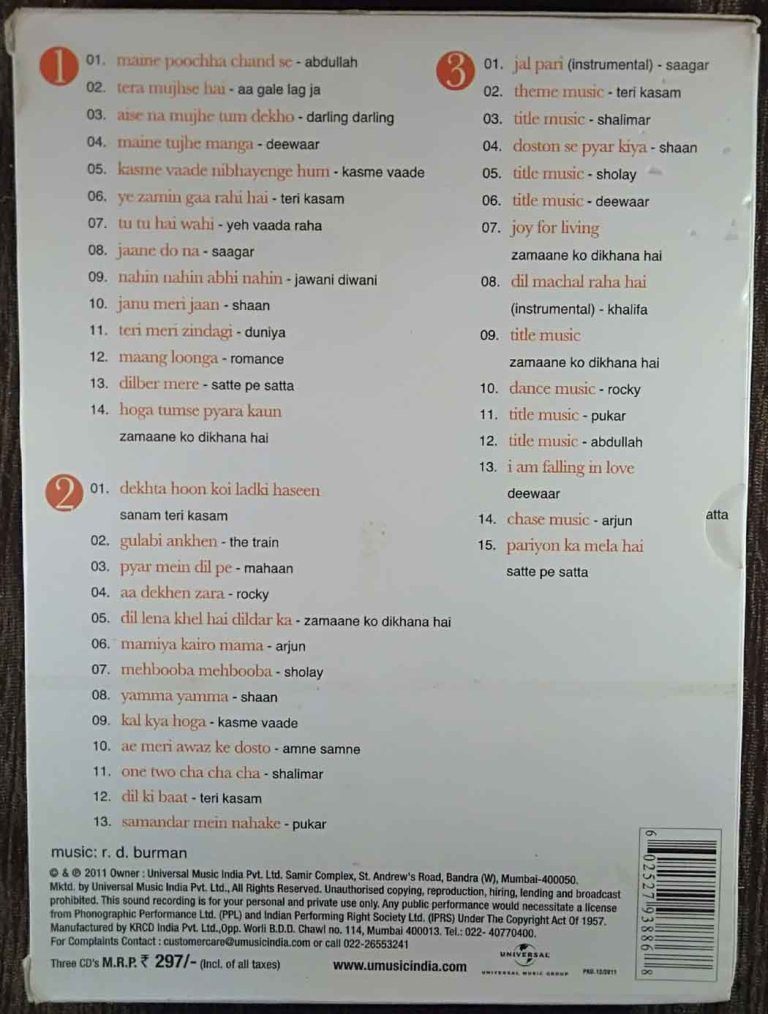 1
01. maine poochha chand se - abdullah
02. tera mujhse hai - aa gale lag ja
03. aise na mujhe tum dekho - darling darling
04. maine tujhe manga - deewaar
05. kasme vaade nibhayenge hum - kasme vaade
06. ye zamin gaa rahi hai - teri kasam
07. tu tu hai wahi - yeh vaada raha
08. jaane do na - saagar
09. nahin nahin abhi nahin - jawani diwani
10. janu meri jaan - shaan
11. teri meri zindagi - duniya
12. maang loonga - romance
13. dilber mere - satte pe satta
14. hoga tumse pyara kaun
zamaane ko dikhana hai
2
01. dekhta hoon koi ladki haseen
sanam teri kasam
02. gulabi ankhen - the train
03. pyar mein dil pe - mahaan
04. aa dekhen zara - rocky
05. dil lena khel hai dildar ka - zamaane ko dikhana hai
06. mamiya kairo mama - arjun
07. mehbooba mehbooba - sholay
08. yamma yamma - shaan
09. kal kya hoga - kasme vaade
10. ae meri awaz ke dosto - amne samne
11. one two cha cha cha - shalimar
12. dil ki baat - teri kasam
13. samandar mein nahake - pukar
3
01. jal pari (instrumental) - saagar
02. theme music - teri kasam
03. title music - shalimar
04. doston se pyar kiya - shaan
05. title music - sholay
06. title music - deewaar
07. joy for living
zamaane ko dikhana hai
08. dil machal raha hai
(instrumental) - khalifa
09. title music
zamaane ko dikhana hai
10. dance music - rocky
11. title music - pukar
12. title music - abdullah
13. i am falling in love
deewaar
14. chase music - arjun
15. pariyon ka mela hai
satte pe satta
atta
music: r. d. burman
© & ℗ 2011 Owner : Universal Music India Pvt. Ltd. Samir Complex, St. Andrew's Road, Bandra (W), Mumbai-400050.
Mktd. by Universal Music India Pvt. Ltd., All Rights Reserved. Unauthorised copying, reproduction, hiring, lending and broadcast
prohibited. This sound recording is for your personal and private use only. Any public performance would necessitate a license
from Phonographic Performance Ltd. (PPL) and Indian Performing Right Society Ltd. (IPRS) Under The Copyright Act Of 1957.
Manufactured by KRCD India Pvt. Ltd.,Opp. Worli B.D.D. Chawl no. 114, Mumbai 400013. Tel.: 022- 40770400.
For Complaints Contact : customercare@umusicindia.com or call 022-26553241
Three CD's M.R.P. ₹ 297/- (Incl. of all taxes)
www.umusicindia.com
UNIVERSAL
UNIVERSAL MUSIC GROUP
PKD.12/2011
6 02527 93886 8